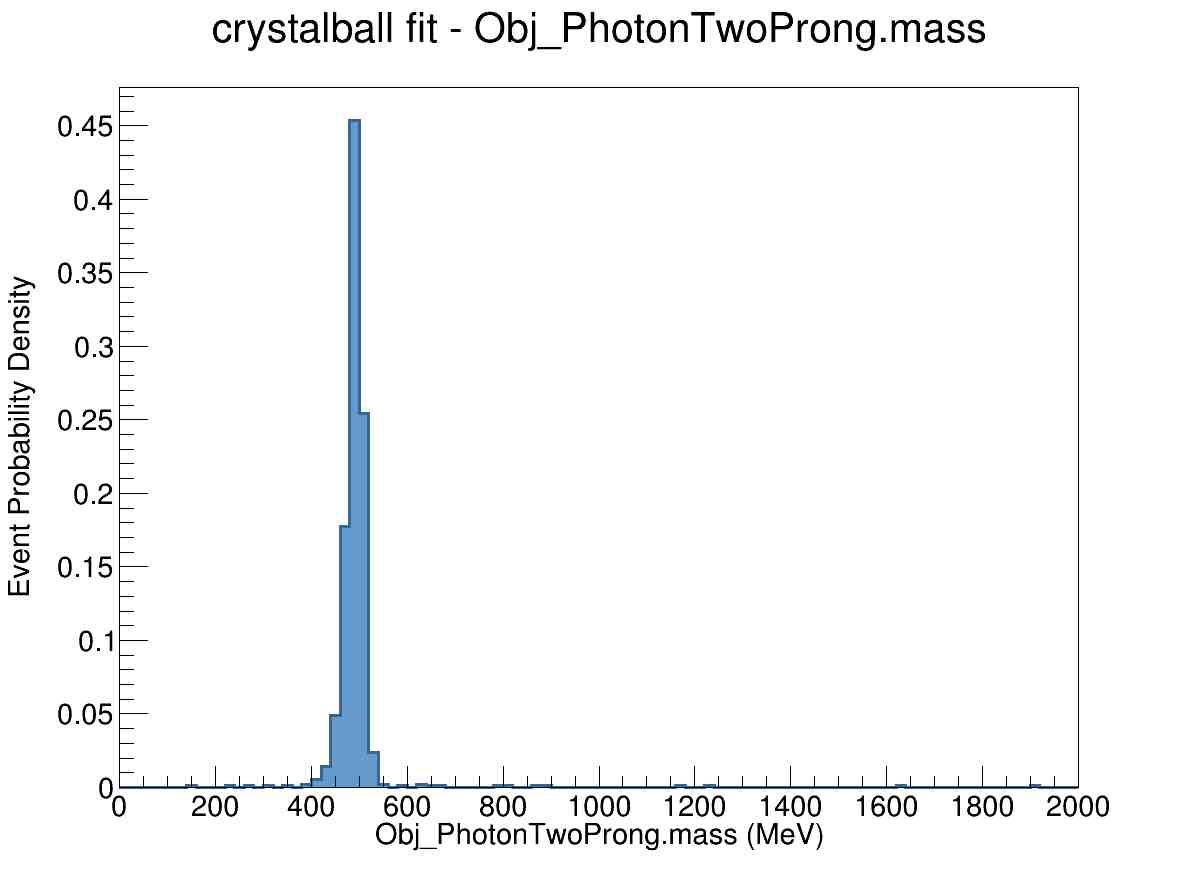 crystalball fit - Obj_PhotonTwoProng.mass
Event Probability Density
0.45
0.4
0.35
0.3
0.25
0.2
0.15
0.1
0.05
0
0 200 400 600 800 1000 1200 1400 1600 1800 2000
Obj_PhotonTwoProng.mass (MeV)